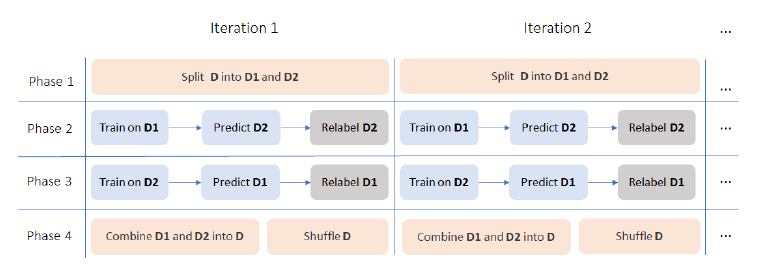 Iteration 1 Iteration 2 ...
Phase 1 Split D into D1 and D2 Split D into D1 and D2 ...
Phase 2 Train on D1 Predict D2 Relabel D2 Train on D1 Predict D2 Relabel D2 ...
Phase 3 Train on D2 Predict D1 Relabel D1 Train on D2 Predict D1 Relabel D1 ...
Phase 4 Combine D1 and D2 into D Shuffle D Combine D1 and D2 into D Shuffle D ...